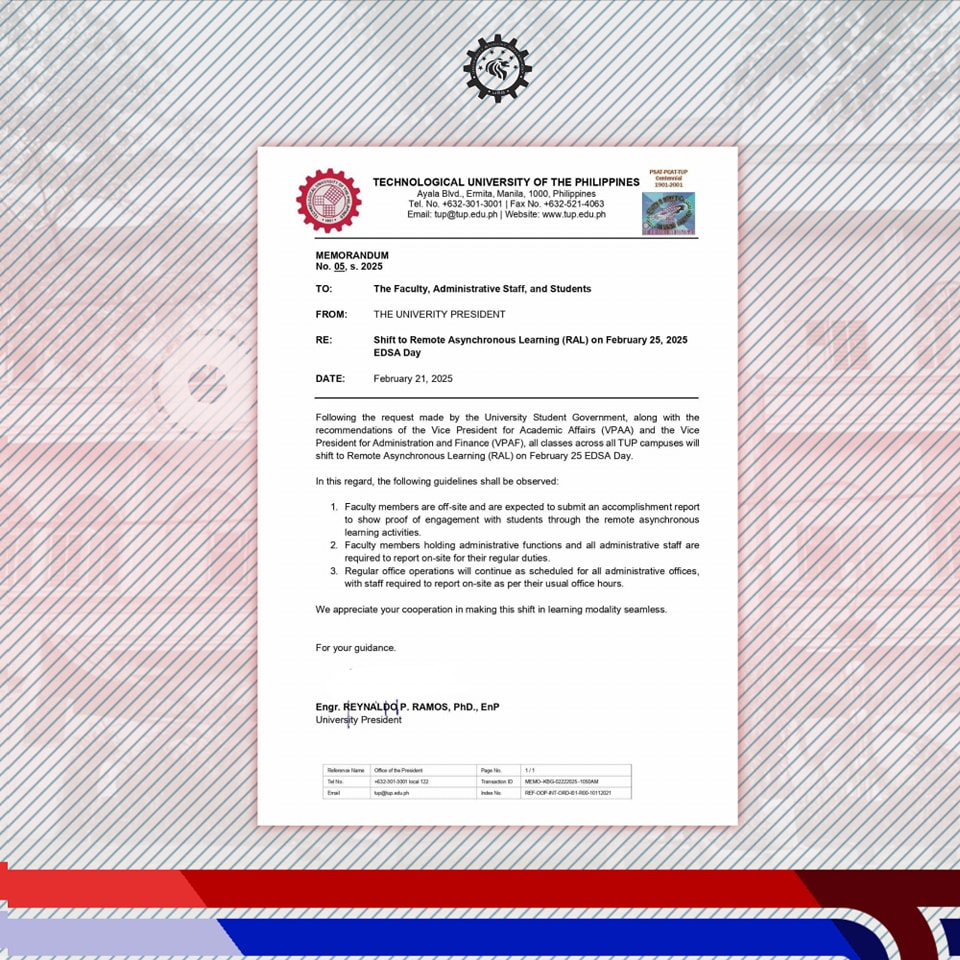 PSAT-PCAT-TUP
Centennial
1901-2001
TECHNOLOGICAL UNIVERSITY OF THE PHILIPPINES
Ayala Blvd., Ermita, Manila, 1000, Philippines
Tel. No. +632-301-3001 | Fax No. +632-521-4063
Email: tup@tup.edu.ph | Website: www.tup.edu.ph
MEMORANDUM
No. 05, s. 2025
TO: The Faculty, Administrative Staff, and Students
FROM: THE UNIVERITY PRESIDENT
RE: Shift to Remote Asynchronous Learning (RAL) on February 25, 2025
EDSA Day
DATE: February 21, 2025
Following the request made by the University Student Government, along with the
recommendations of the Vice President for Academic Affairs (VPAA) and the Vice
President for Administration and Finance (VPAF), all classes across all TUP campuses will
shift to Remote Asynchronous Learning (RAL) on February 25 EDSA Day.
In this regard, the following guidelines shall be observed:
1. Faculty members are off-site and are expected to submit an accomplishment report
to show proof of engagement with students through the remote asynchronous
learning activities.
2. Faculty members holding administrative functions and all administrative staff are
required to report on-site for their regular duties.
3. Regular office operations will continue as scheduled for all administrative offices,
with staff required to report on-site as per their usual office hours.
We appreciate your cooperation in making this shift in learning modality seamless.
For your guidance.
Engr. REYNALDO P. RAMOS, PhD., EnP
University President
Reference Name Office of the President Page No. 1 / 1
Tel No. +632-301-3001 local 122 Transaction ID MEMO-KBG-02222025-1050AM
Email tup@tup.edu.ph Index No. REF-OOP-INT-ORD-01-R00-10112021